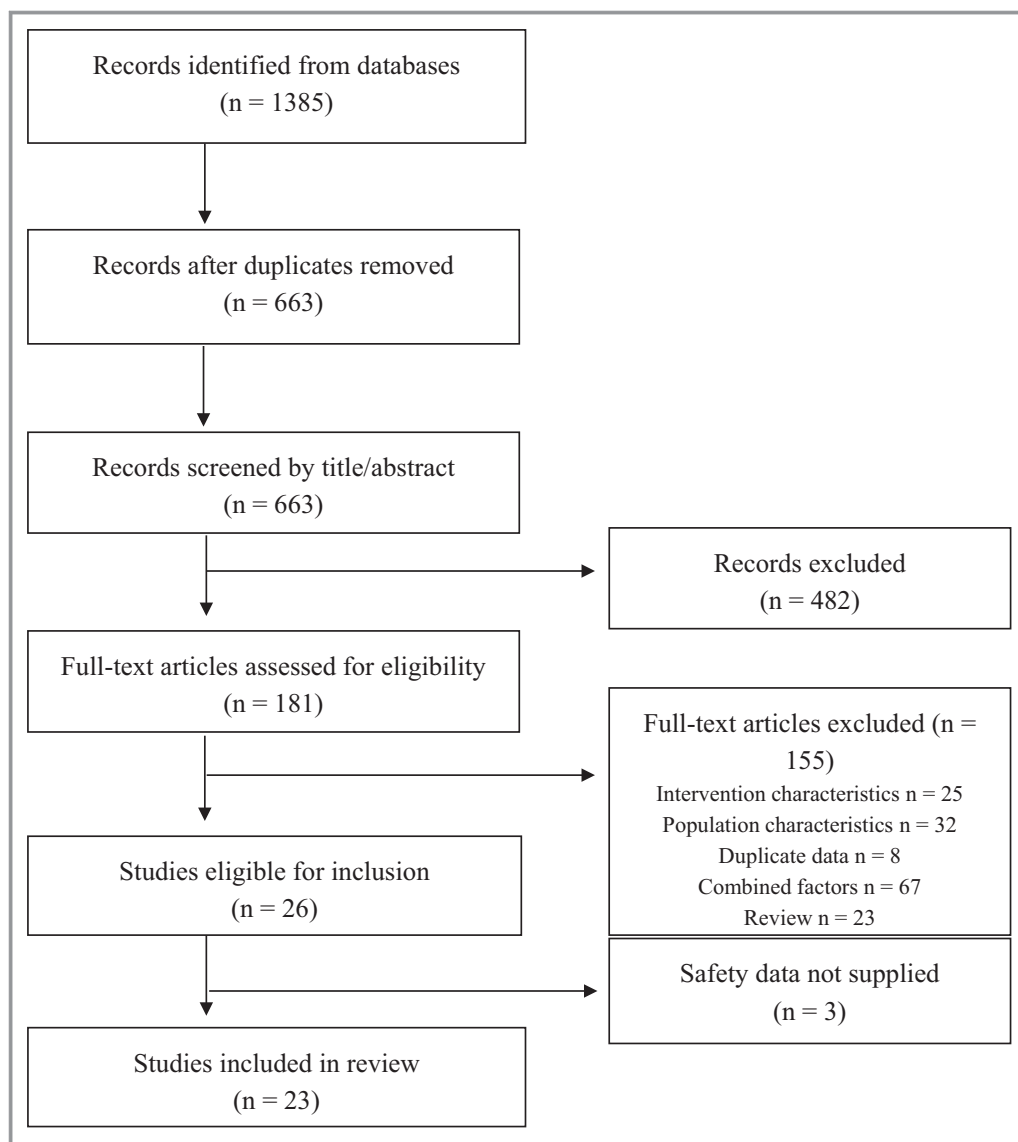 Records identified from databases
(n = 1385)
Records after duplicates removed
(n = 663)
Records screened by title/abstract
(n = 663)
Records excluded
(n = 482)
Full-text articles assessed for eligibility
(n = 181)
Full-text articles excluded (n =
155)
Intervention characteristics n = 25
Population characteristics n = 32
Duplicate data n = 8
Combined factors n = 67
Review n = 23
Studies eligible for inclusion
(n = 26)
Safety data not supplied
(n = 3)
Studies included in review
(n = 23)